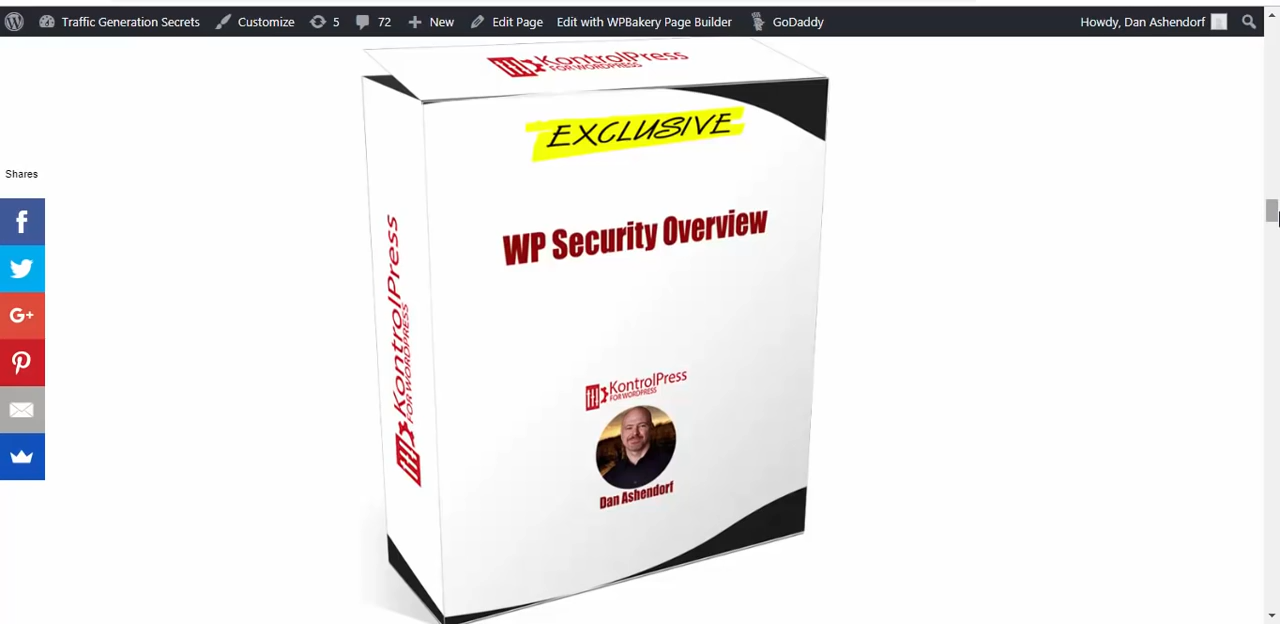 Traffic Generation Secrets Customize 5 72 New Edit Page Edit with WPBakery Page Builder GoDaddy Howdy, Dan Ashendorf
KontrolPress
FOR WORDPRESS
EXCLUSIVE
Shares
WP Security Overview
KontrolPress
FOR WORDPRESS
KontrolPress
FOR WORDPRESS
Dan Ashendorf